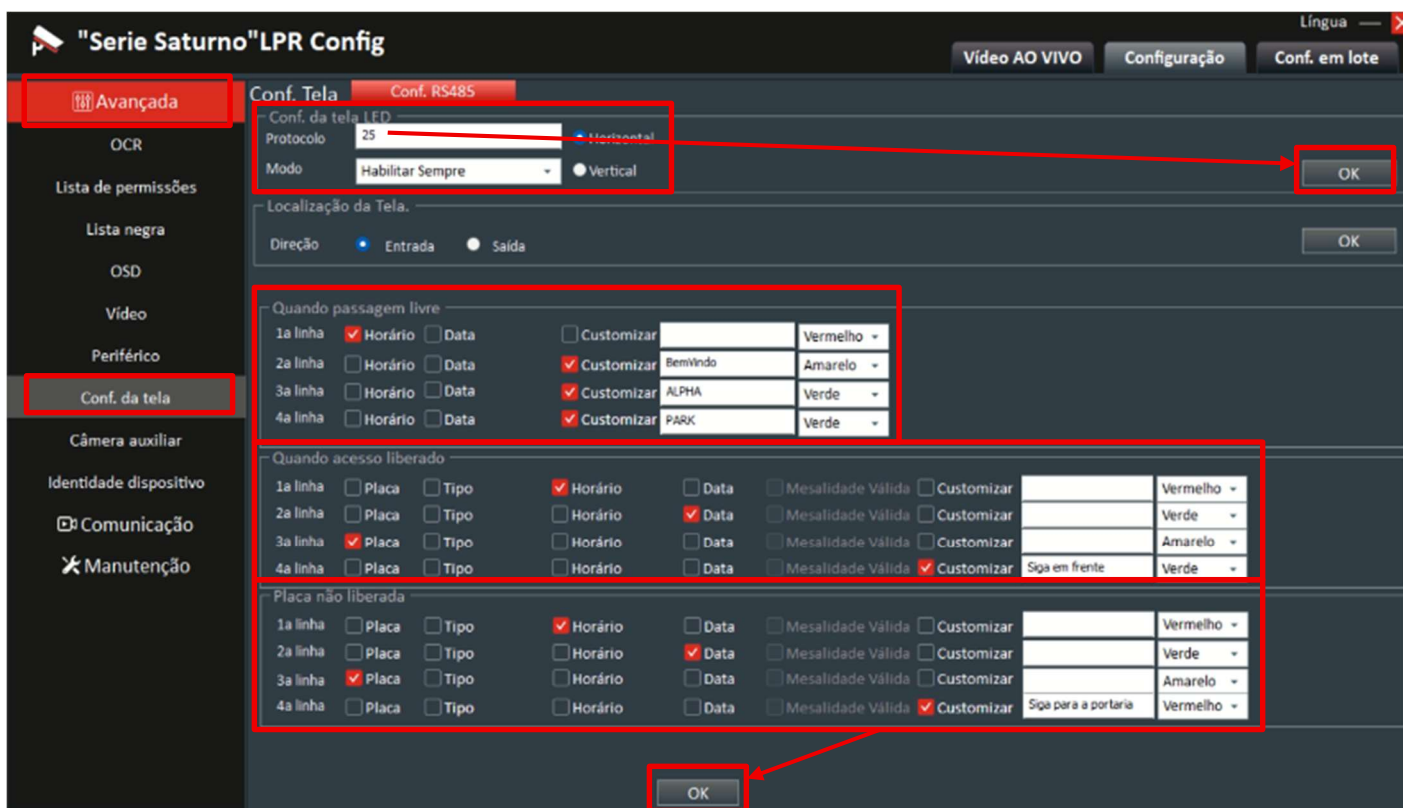 "Serie Saturno"LPR Config
Língua
Vídeo AO VIVO Configuração Conf. em lote
Avançada
OCR
Lista de permissões
Lista negra
OSD
Vídeo
Periférico
Conf. da tela
Câmera auxiliar
Identidade dispositivo
Comunicação
Manutenção
Conf. Tela Conf. RS485
Conf. da tela LED
Protocolo 25 Horizontal
Modo Habilitar Sempre Vertical
OK
Localização da Tela.
Direção Entrada Saída
OK
Quando passagem livre
1a linha Horário Data Customizar Vermelho
2a linha Horário Data Customizar BemVindo Amarelo
3a linha Horário Data Customizar ALPHA Verde
4a linha Horário Data Customizar PARK Verde
Quando acesso liberado
1a linha Placa Tipo Horário Data Mesalidade Válida Customizar Vermelho
2a linha Placa Tipo Horário Data Mesalidade Válida Customizar Verde
3a linha Placa Tipo Horário Data Mesalidade Válida Customizar Amarelo
4a linha Placa Tipo Horário Data Mesalidade Válida Customizar Siga em frente Verde
Placa não liberada
1a linha Placa Tipo Horário Data Mesalidade Válida Customizar Vermelho
2a linha Placa Tipo Horário Data Mesalidade Válida Customizar Verde
3a linha Placa Tipo Horário Data Mesalidade Válida Customizar Amarelo
4a linha Placa Tipo Horário Data Mesalidade Válida Customizar Siga para a portaria Vermelho
OK